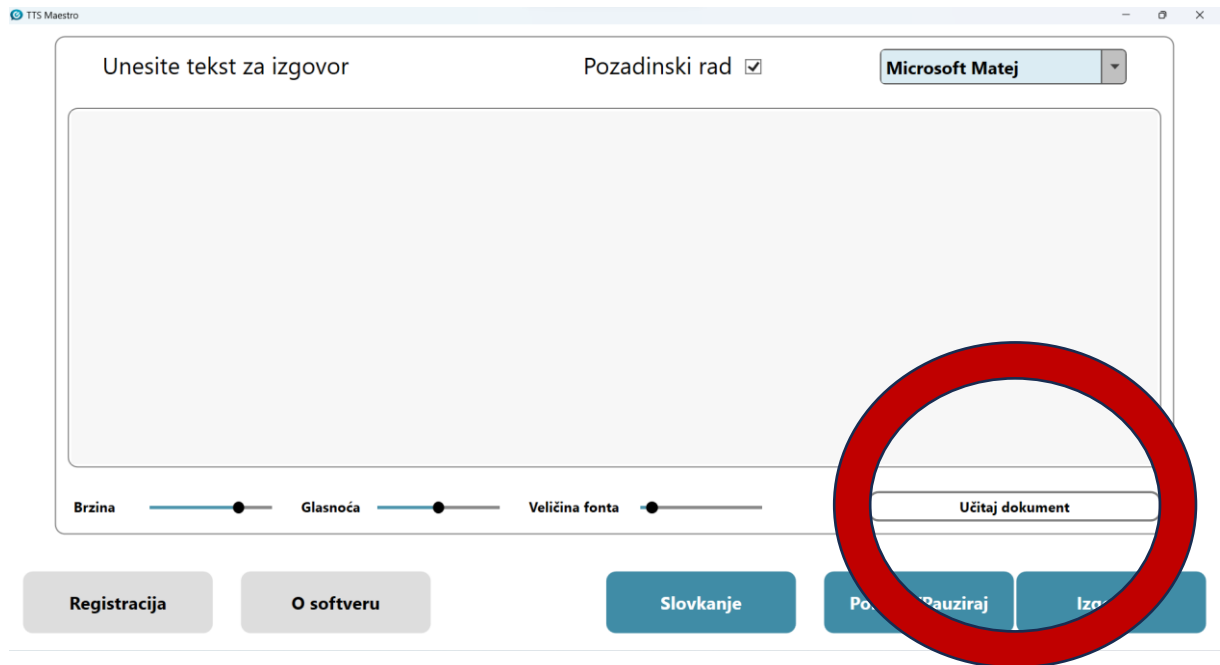 TTS Maestro
Unesite tekst za izgovor
Pozadinski rad
Microsoft Matej
Brzina
Glasnoća
Veličina fonta
Učitaj dokument
Registracija
O softveru
Slovkanje